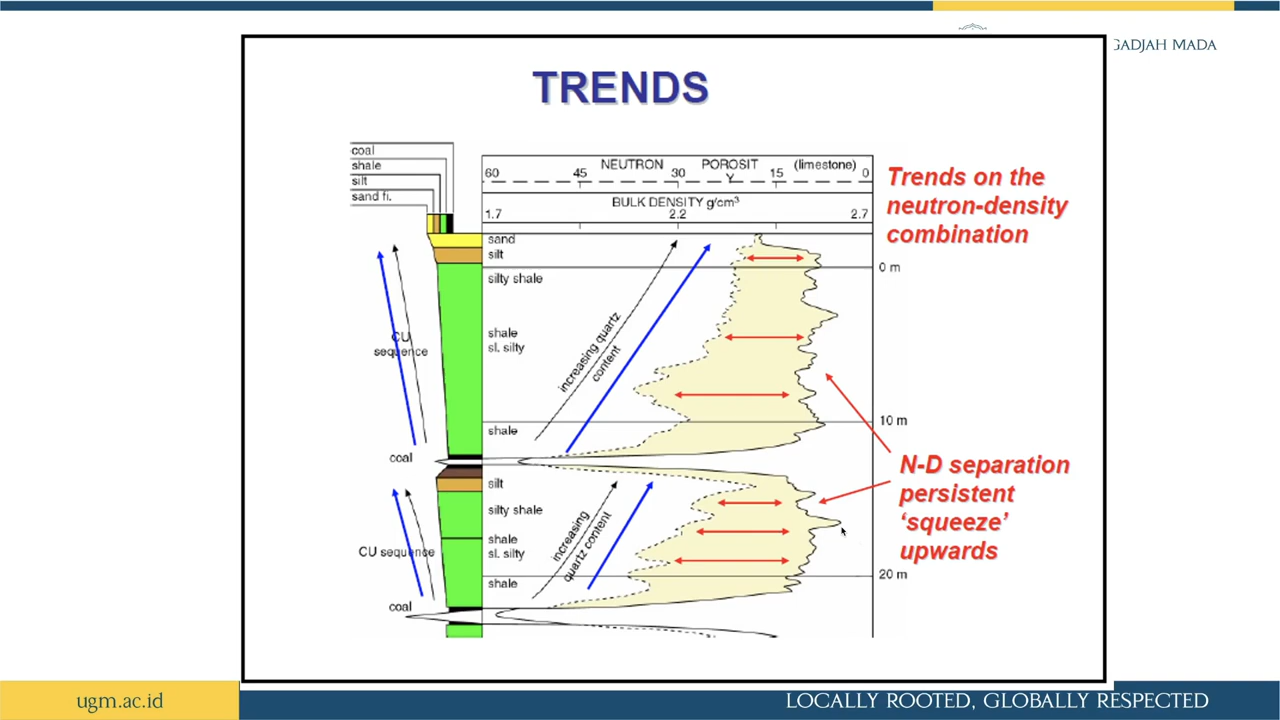 GADJAH MADA
TRENDS
coal
shale
silt
sand fi.
NEUTRON POROSIT
Y
(limestone)
60 45 30 15 0
BULK DENSITY g/cm³
1.7 2.2 2.7
Trends on the
neutron-density
combination
sand
silt
0 m
silty shale
shale
sl. silty
CU
sequence
increasing quartz
content
10 m
shale
coal
N-D separation
persistent
‘squeeze’
upwards
silt
silty shale
shale
sl. silty
CU sequence
increasing
quartz content
20 m
shale
coal
ugm.ac.id
LOCALLY ROOTED, GLOBALLY RESPECTED